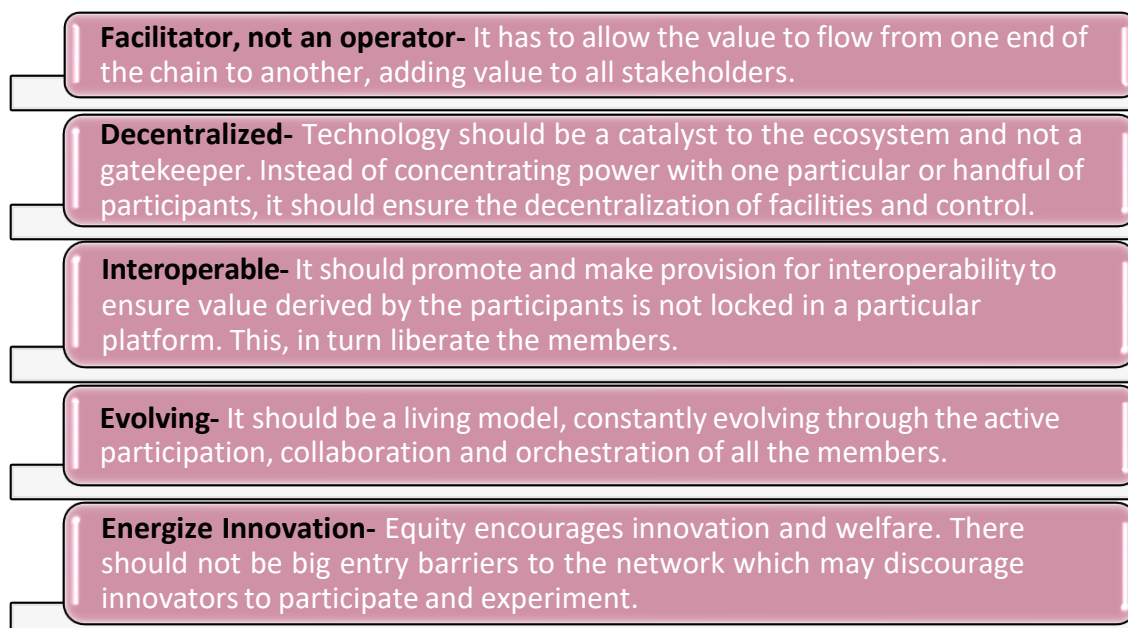 Facilitator, not an operator- It has to allow the value to flow from one end of
the chain to another, adding value to all stakeholders.
Decentralized- Technology should be a catalyst to the ecosystem and not a
gatekeeper. Instead of concentrating power with one particular or handful of
participants, it should ensure the decentralization of facilities and control.
Interoperable- It should promote and make provision for interoperability to
ensure value derived by the participants is not locked in a particular
platform. This, in turn liberate the members.
Evolving- It should be a living model, constantly evolving through the active
participation, collaboration and orchestration of all the members.
Energize Innovation- Equity encourages innovation and welfare. There
should not be big entry barriers to the network which may discourage
innovators to participate and experiment.